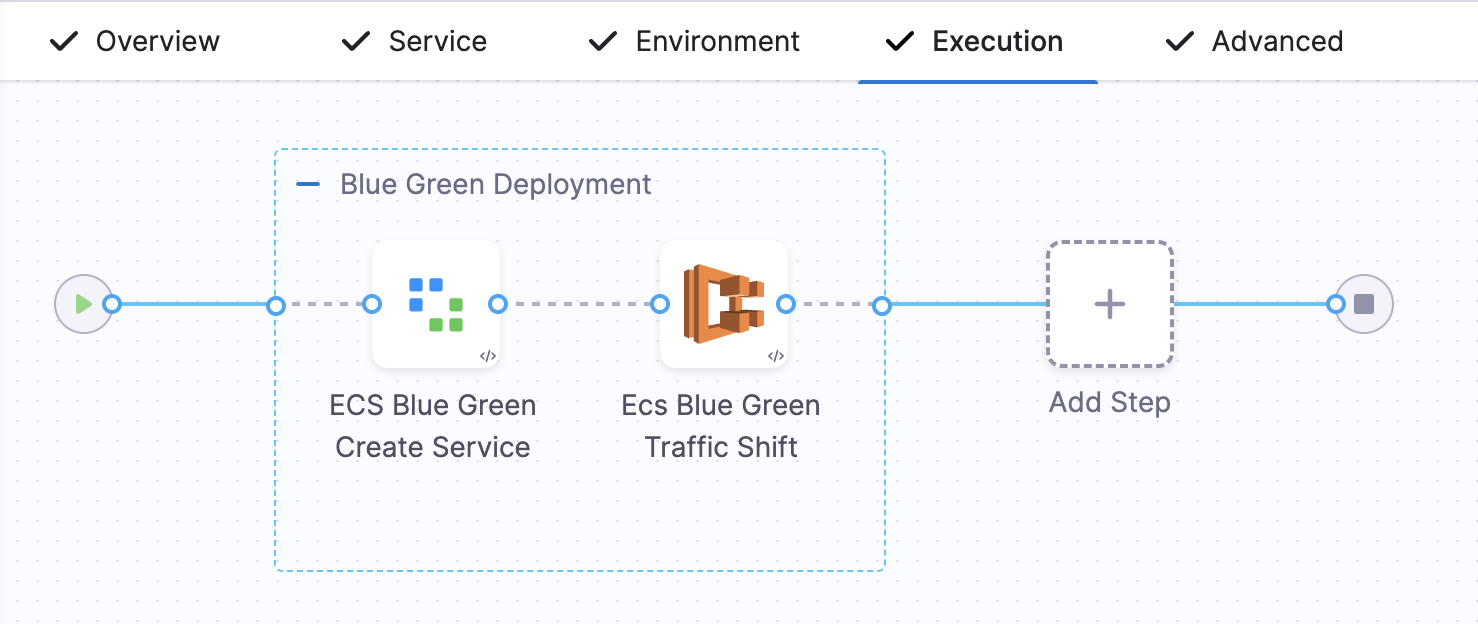 Overview Service Environment Execution Advanced
Blue Green Deployment
</>
</>
ECS Blue Green
Create Service
Ecs Blue Green
Traffic Shift
Add Step